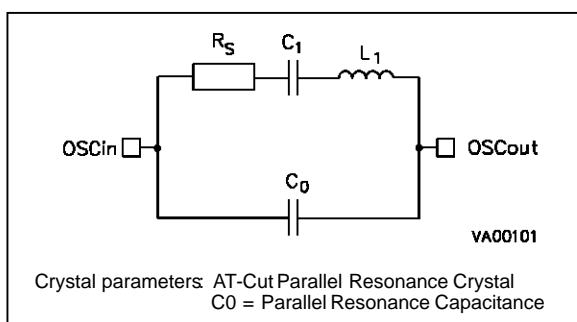 RS C1 L1
OSCin OSCout
C0
VA00101
Crystal parameters: AT-Cut Parallel Resonance Crystal
C0 = Parallel Resonance Capacitance